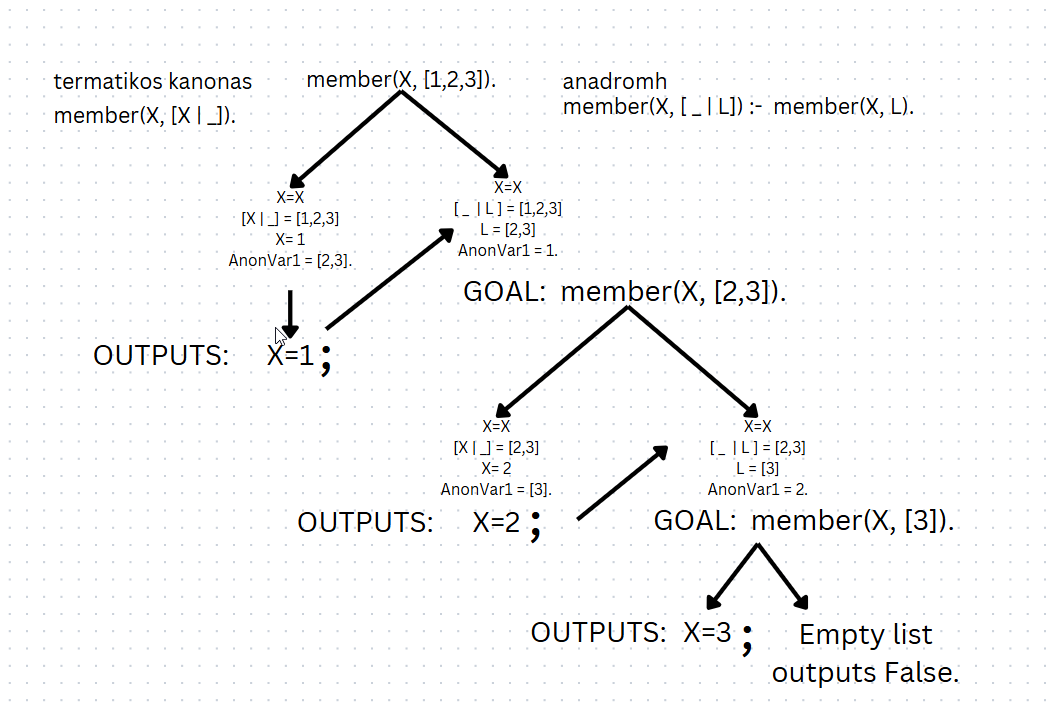 termatikos kanonas
member(X, [X | _]).
member(X, [1,2,3]).
anadromh
member(X, [ _ | L]) :- member(X, L).
X=X
[X | _] = [1,2,3]
X= 1
AnonVar1 = [2,3].
X=X
[ _ | L ] = [1,2,3]
L = [2,3]
AnonVar1 = 1.
GOAL: member(X, [2,3]).
OUTPUTS: X=1 ;
X=X
[X | _] = [2,3]
X= 2
AnonVar1 = [3].
X=X
[ _ | L ] = [2,3]
L = [3]
AnonVar1 = 2.
OUTPUTS: X=2 ;
GOAL: member(X, [3]).
OUTPUTS: X=3 ;
Empty list
outputs False.